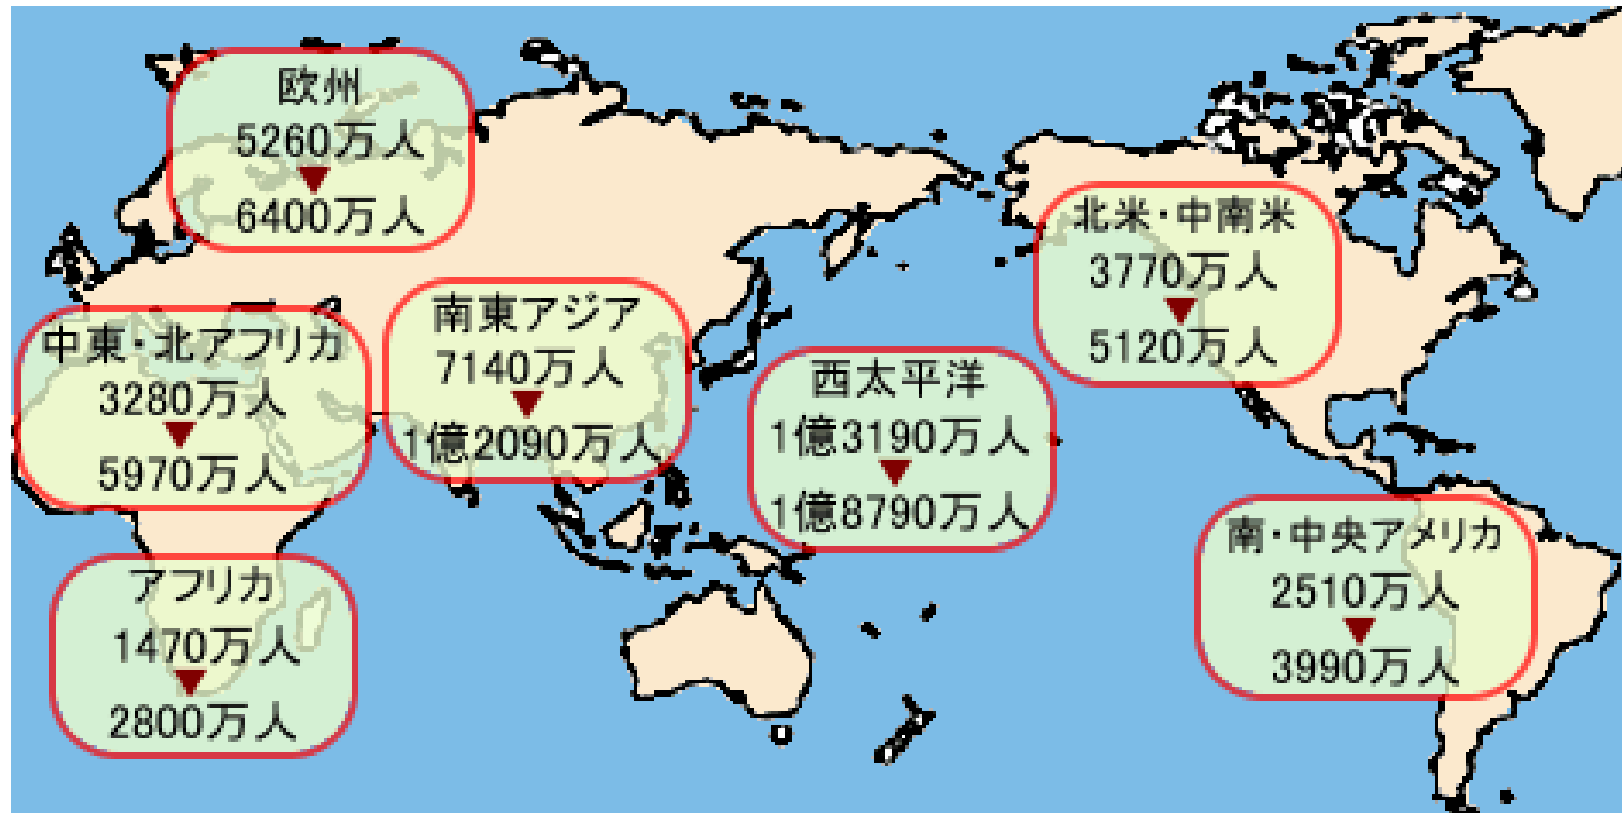 欧州
5260万人
▼
6400万人
北米・中南米
3770万人
▼
5120万人
南東アジア
7140万人
▼
1億2090万人
中東・北アフリカ
3280万人
▼
5970万人
西太平洋
1億3190万人
▼
1億8790万人
南・中央アメリカ
2510万人
▼
3990万人
アフリカ
1470万人
▼
2800万人